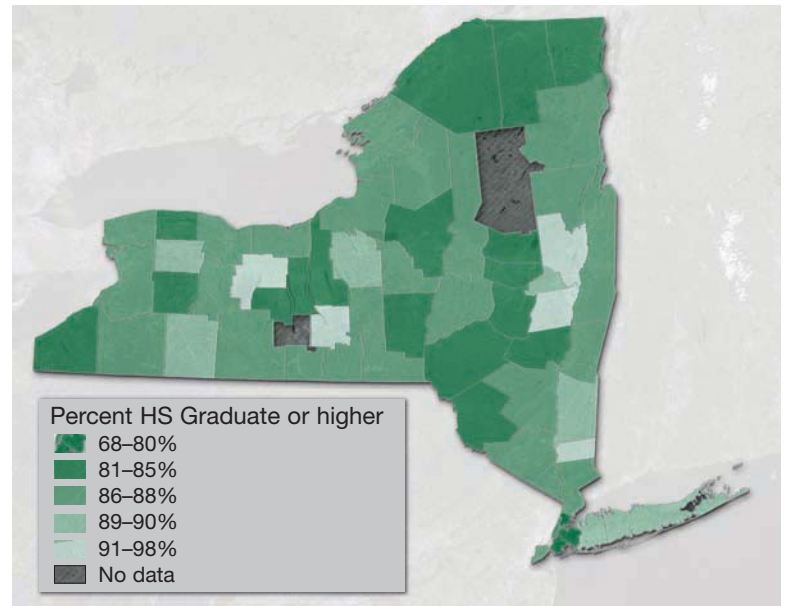 Percent HS Graduate or higher
68–80%
81–85%
86–88%
89–90%
91–98%
No data